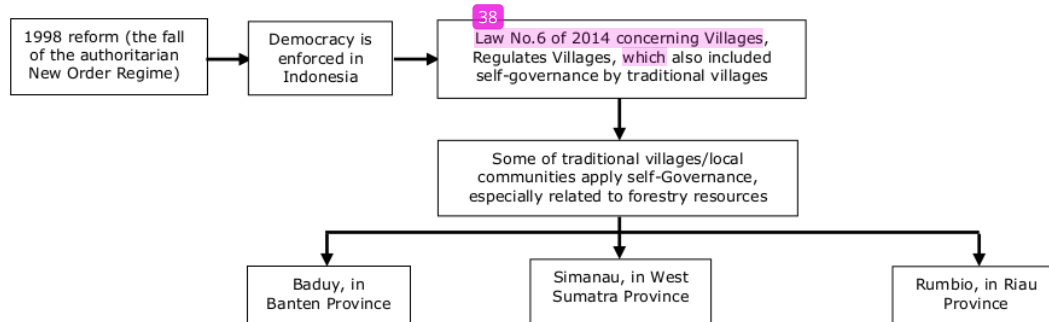 1998 reform (the fall
of the authoritarian
New Order Regime)
Democracy is
enforced in
Indonesia
38
Law No.6 of 2014 concerning Villages,
Regulates Villages, which also included
self-governance by traditional villages
Some of traditional villages/local
communities apply self-Governance,
especially related to forestry resources
Baduy, in
Banten Province
Simanau, in West
Sumatra Province
Rumbio, in Riau
Province